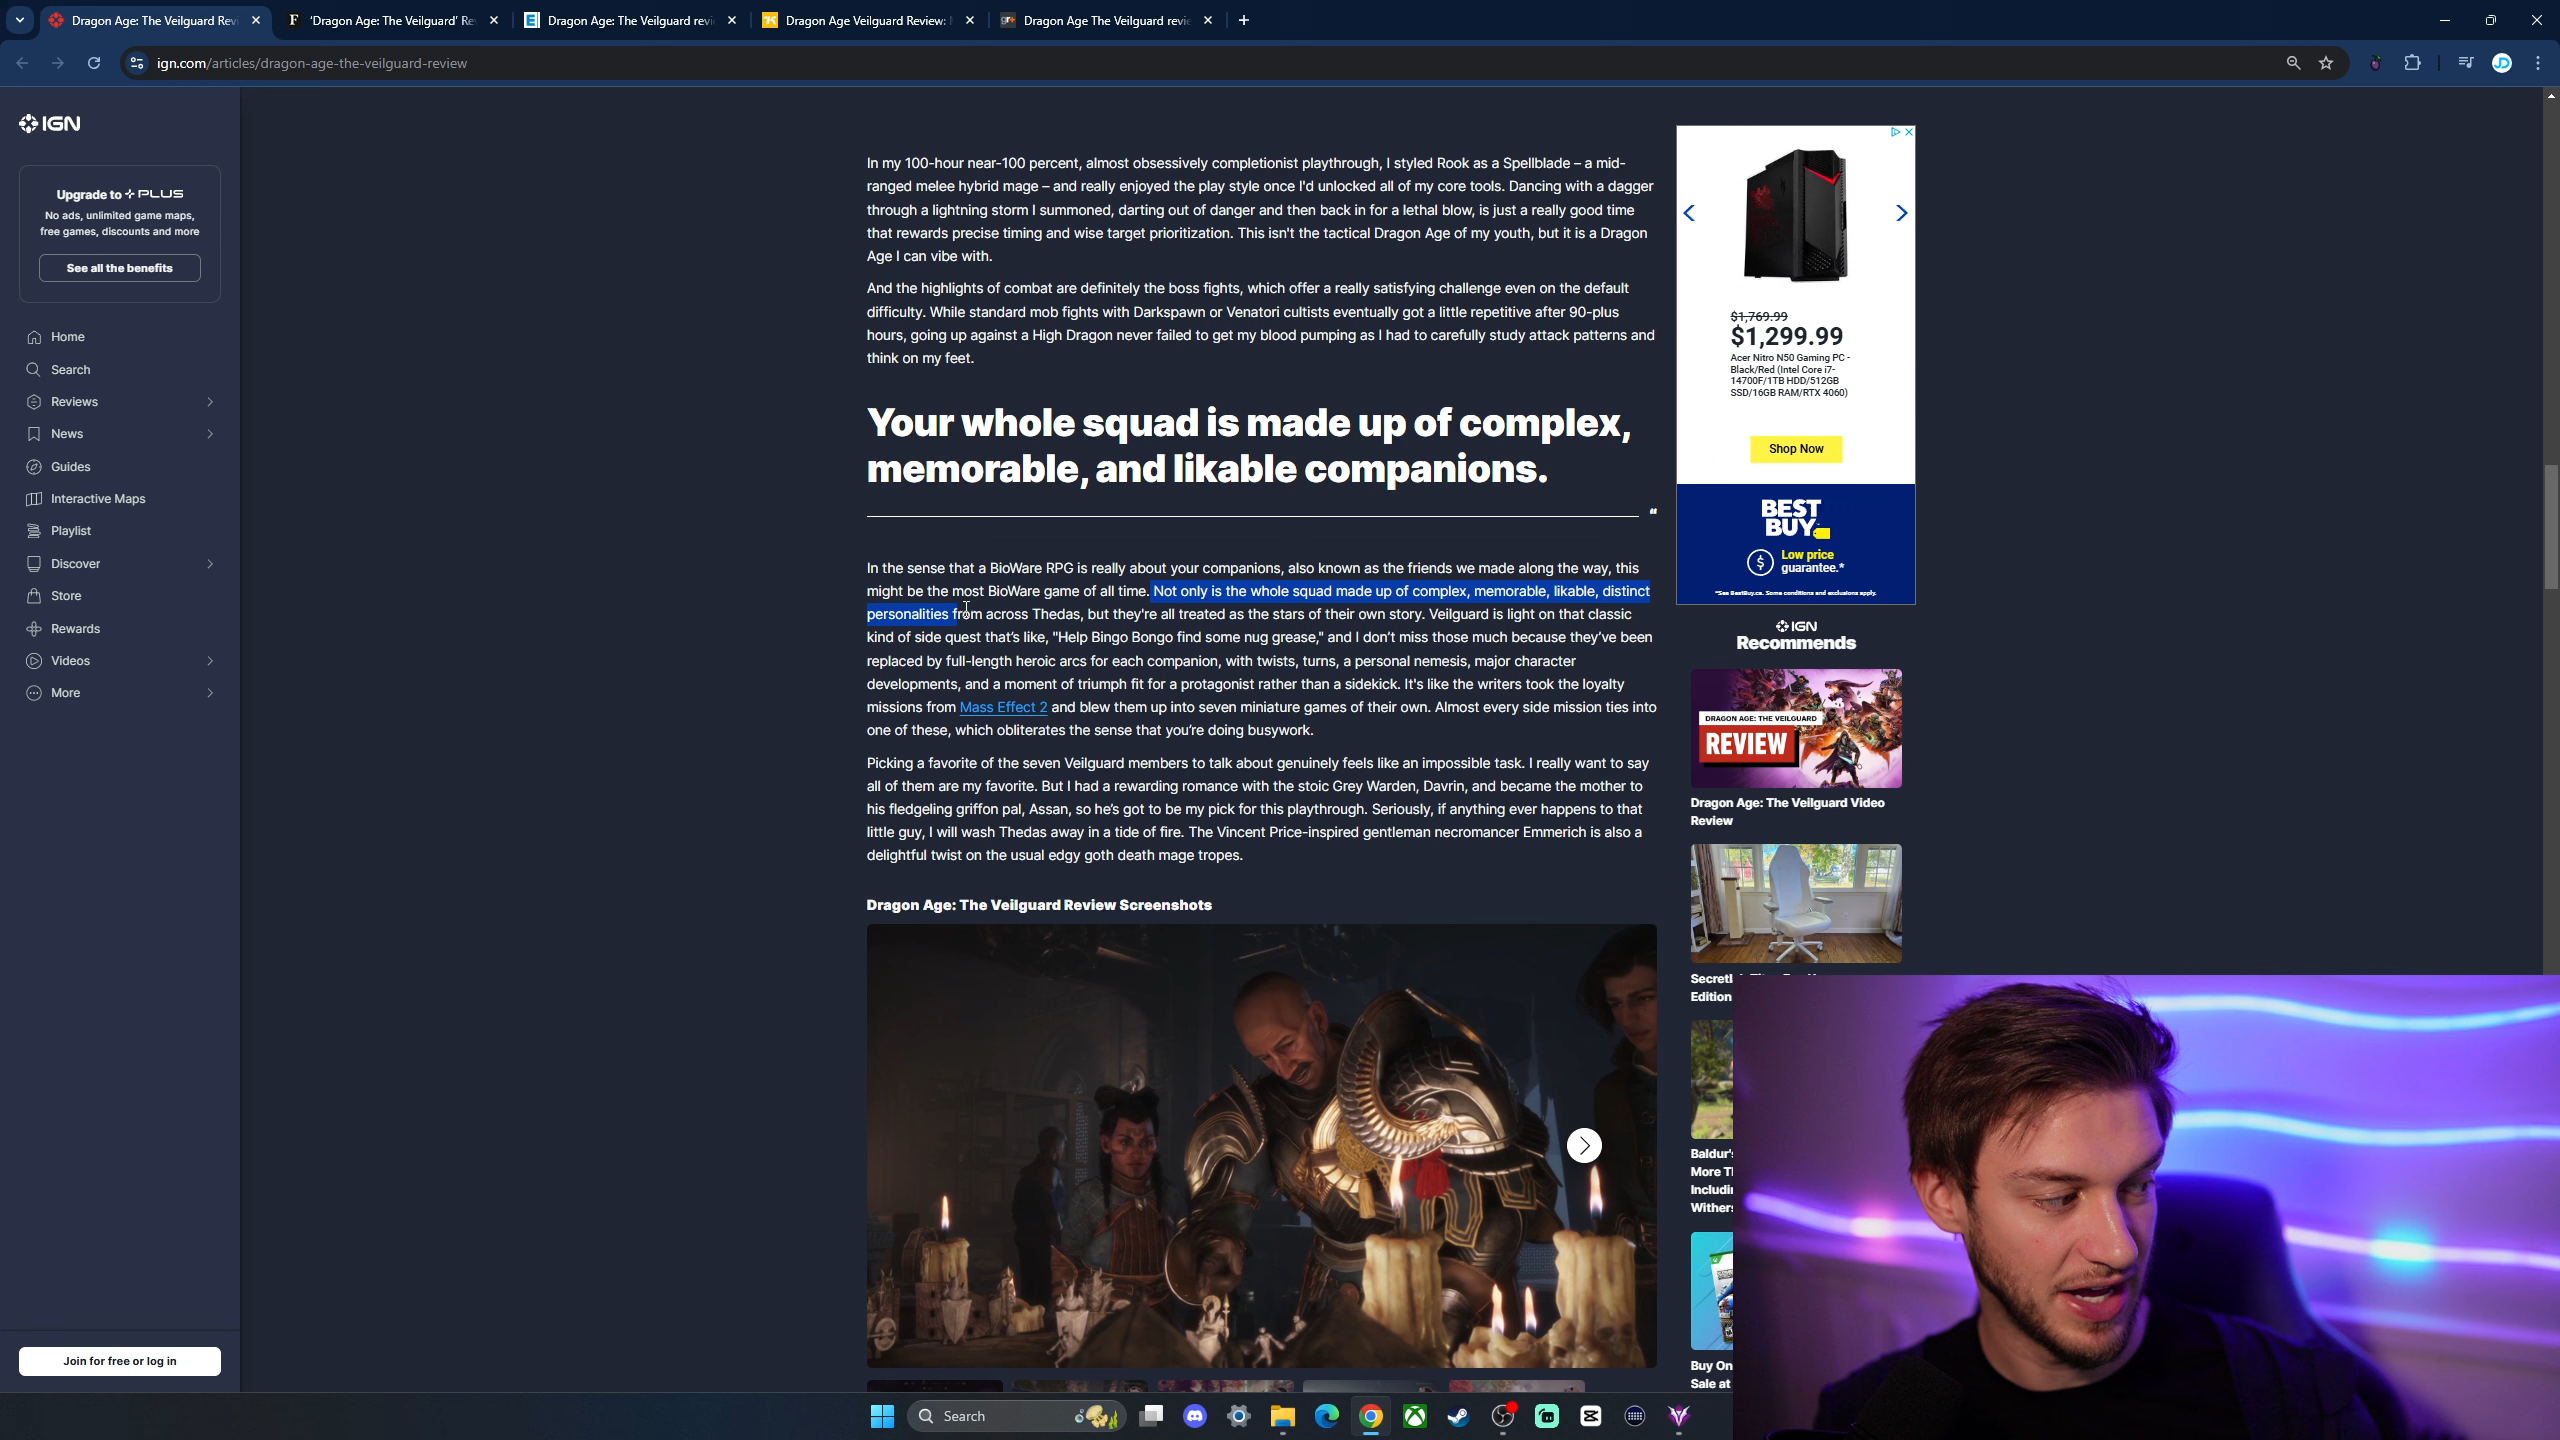 Dragon Age: The Veilguard Revi
'Dragon Age: The Veilguard' Re
Dragon Age: The Veilguard revi
Dragon Age Veilguard Review:
Dragon Age The Veilguard revie
ign.com/articles/dragon-age-the-veilguard-review
IGN
Upgrade to PLUS
No ads, unlimited game maps,
free games, discounts and more
See all the benefits
Home
Search
Reviews
News
Guides
Interactive Maps
Playlist
Discover
Store
Rewards
Videos
More
Join for free or log in
In my 100-hour near-100 percent, almost obsessively completionist playthrough, I styled Rook as a Spellblade – a mid-
ranged melee hybrid mage – and really enjoyed the play style once I'd unlocked all of my core tools. Dancing with a dagger
through a lightning storm I summoned, darting out of danger and then back in for a lethal blow, is just a really good time
that rewards precise timing and wise target prioritization. This isn't the tactical Dragon Age of my youth, but it is a Dragon
Age I can vibe with.
And the highlights of combat are definitely the boss fights, which offer a really satisfying challenge even on the default
difficulty. While standard mob fights with Darkspawn or Venatori cultists eventually got a little repetitive after 90-plus
hours, going up against a High Dragon never failed to get my blood pumping as I had to carefully study attack patterns and
think on my feet.
Your whole squad is made up of complex,
memorable, and likable companions.
“
In the sense that a BioWare RPG is really about your companions, also known as the friends we made along the way, this
might be the most BioWare game of all time. Not only is the whole squad made up of complex, memorable, likable, distinct
personalities from across Thedas, but they're all treated as the stars of their own story. Veilguard is light on that classic
kind of side quest that's like, "Help Bingo Bongo find some nug grease," and I don't miss those much because they've been
replaced by full-length heroic arcs for each companion, with twists, turns, a personal nemesis, major character
developments, and a moment of triumph fit for a protagonist rather than a sidekick. It's like the writers took the loyalty
missions from Mass Effect 2 and blew them up into seven miniature games of their own. Almost every side mission ties into
one of these, which obliterates the sense that you're doing busywork.
Picking a favorite of the seven Veilguard members to talk about genuinely feels like an impossible task. I really want to say
all of them are my favorite. But I had a rewarding romance with the stoic Grey Warden, Davrin, and became the mother to
his fledgeling griffon pal, Assan, so he's got to be my pick for this playthrough. Seriously, if anything ever happens to that
little guy, I will wash Thedas away in a tide of fire. The Vincent Price-inspired gentleman necromancer Emmerich is also a
delightful twist on the usual edgy goth death mage tropes.
Dragon Age: The Veilguard Review Screenshots
$1,769.99
$1,299.99
Acer Nitro N50 Gaming PC -
Black/Red (Intel Core i7-
14700F/1TB HDD/512GB
SSD/16GB RAM/RTX 4060)
Shop Now
BEST
BUY
Low price
guarantee.*
*See BestBuy.ca. Some conditions and exclusions apply.
IGN
Recommends
DRAGON AGE: THE VEILGUARD
REVIEW
Dragon Age: The Veilguard Video
Review
Edition
Baldur's
More
Buy On
Sale at
Search